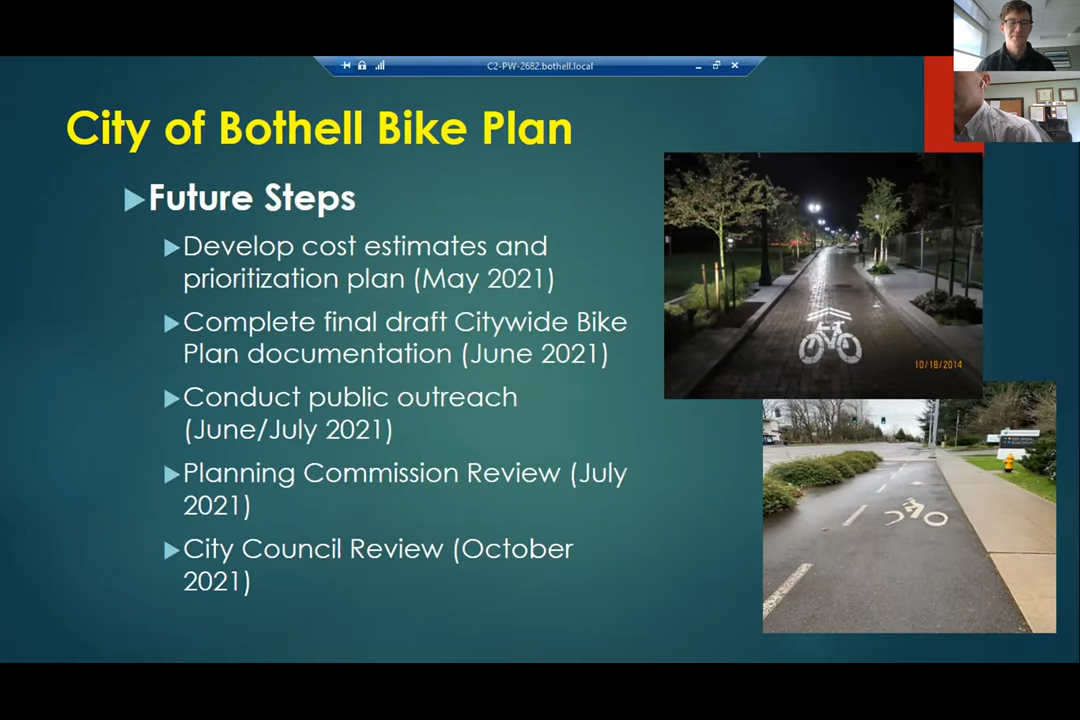 C2-PW-2682.bothell.local
City of Bothell Bike Plan
Future Steps
Develop cost estimates and
prioritization plan (May 2021)
Complete final draft Citywide Bike
Plan documentation (June 2021)
Conduct public outreach
(June/July 2021)
Planning Commission Review (July
2021)
City Council Review (October
2021)
10/18/2014